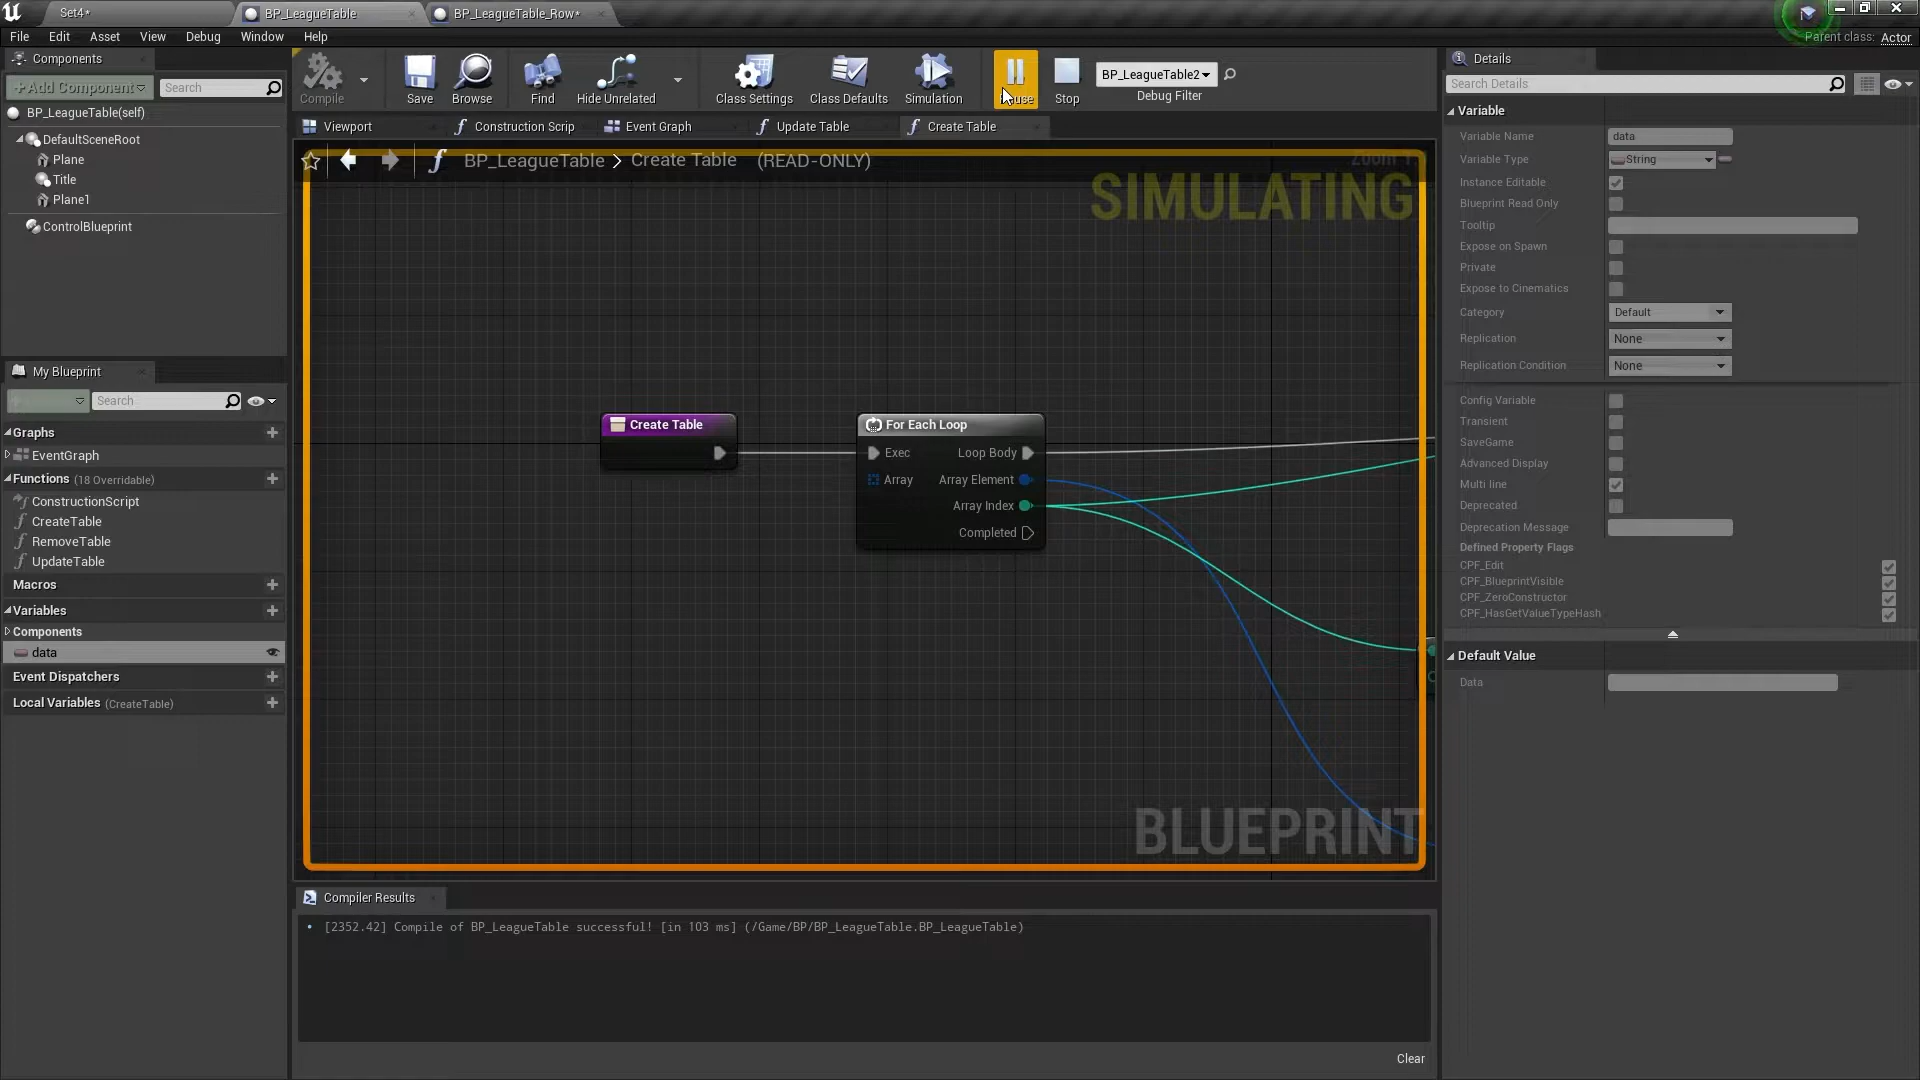 Set4*
BP_LeagueTable
BP_LeagueTable_Row*
File
Edit
Asset
View
Debug
Window
Help
Parent class: Actor
Components
+Add Component
Search
BP_LeagueTable(self)
DefaultSceneRoot
Plane
Title
Plane1
ControlBlueprint
Compile
Save
Browse
Find
Hide Unrelated
Class Settings
Class Defaults
Simulation
Stop
BP_LeagueTable2
Debug Filter
Viewport
Construction Scrip
Event Graph
Update Table
Create Table
BP_LeagueTable > Create Table (READ-ONLY)
SIMULATING
Create Table
For Each Loop
Exec
Loop Body
Array
Array Element
Array Index
Completed
BLUEPRINT
My Blueprint
Search
Graphs
EventGraph
Functions (18 Overridable)
ConstructionScript
CreateTable
RemoveTable
UpdateTable
Macros
Variables
Components
data
Event Dispatchers
Local Variables (CreateTable)
Compiler Results
[2352.42] Compile of BP_LeagueTable successful! [in 103 ms] (/Game/BP/BP_LeagueTable.BP_LeagueTable)
Clear
Details
Search Details
Variable
Variable Name
data
Variable Type
String
Instance Editable
Blueprint Read Only
Tooltip
Expose on Spawn
Private
Expose to Cinematics
Category
Default
Replication
None
Replication Condition
None
Config Variable
Transient
SaveGame
Advanced Display
Multi line
Deprecated
Deprecation Message
Defined Property Flags
CPF_Edit
CPF_BlueprintVisible
CPF_ZeroConstructor
CPF_HasGetValueTypeHash
Default Value
Data